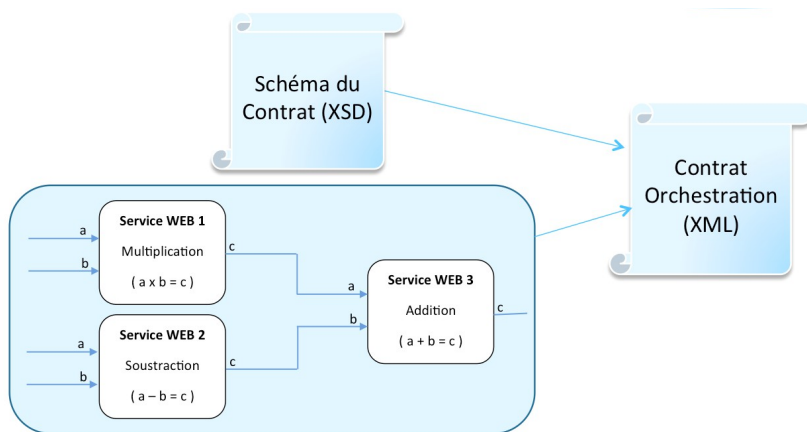 Schéma du
Contrat (XSD)
Contrat
Orchestration
(XML)
Service WEB 1
Multiplication
( a x b = c )
a
b
c
Service WEB 2
Soustraction
( a – b = c )
a
b
c
Service WEB 3
Addition
( a + b = c )
a
b
c